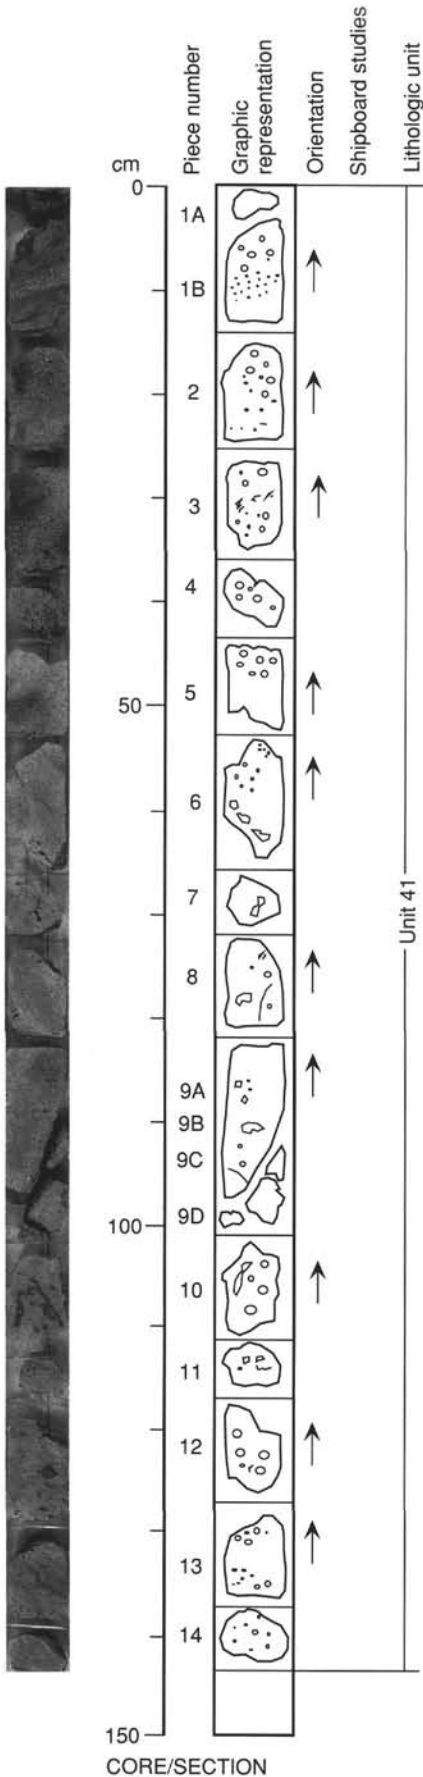 cm
Piece number
Graphic
representation
Orientation
Shipboard studies
Lithologic unit
0
1A
1B
2
3
4
5
50
6
7
Unit 41
8
9A
9B
9C
9D
100
10
11
12
13
14
150
CORE/SECTION